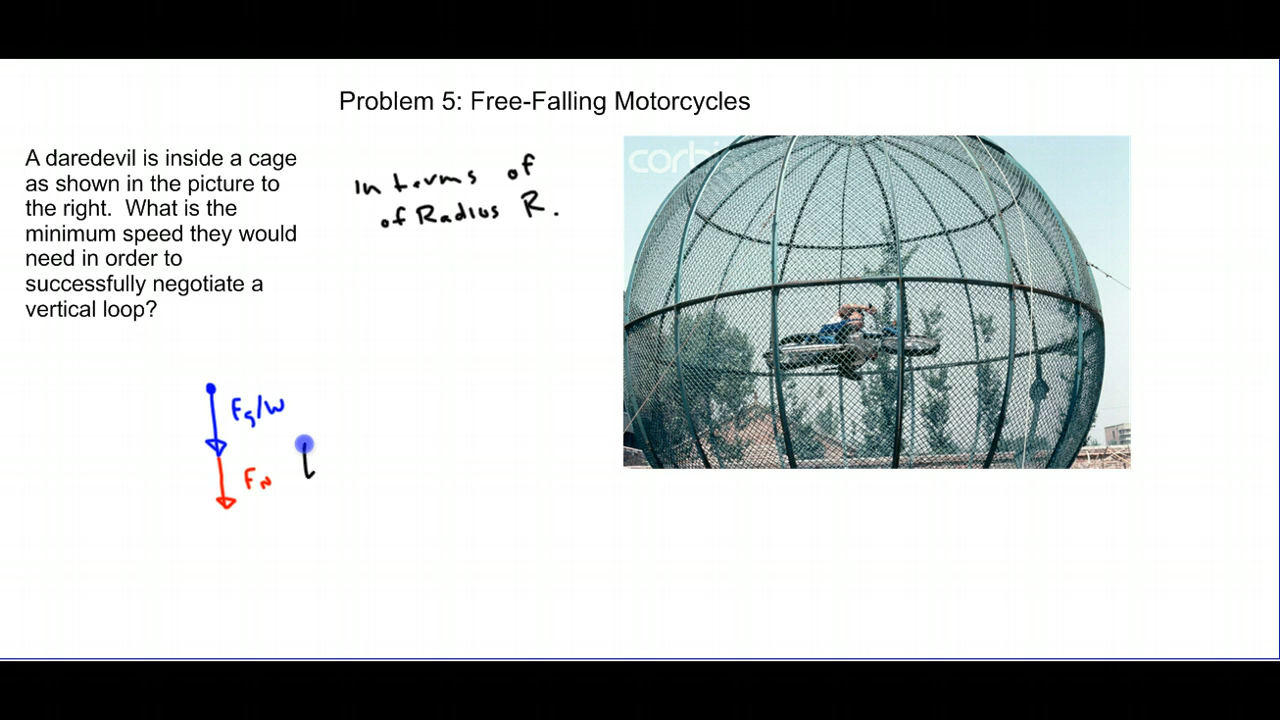 Problem 5: Free-Falling Motorcycles
A daredevil is inside a cage
as shown in the picture to
the right. What is the
minimum speed they would
need in order to
successfully negotiate a
vertical loop?
In terms of
of Radius R.
corbi
Fg/W
FN